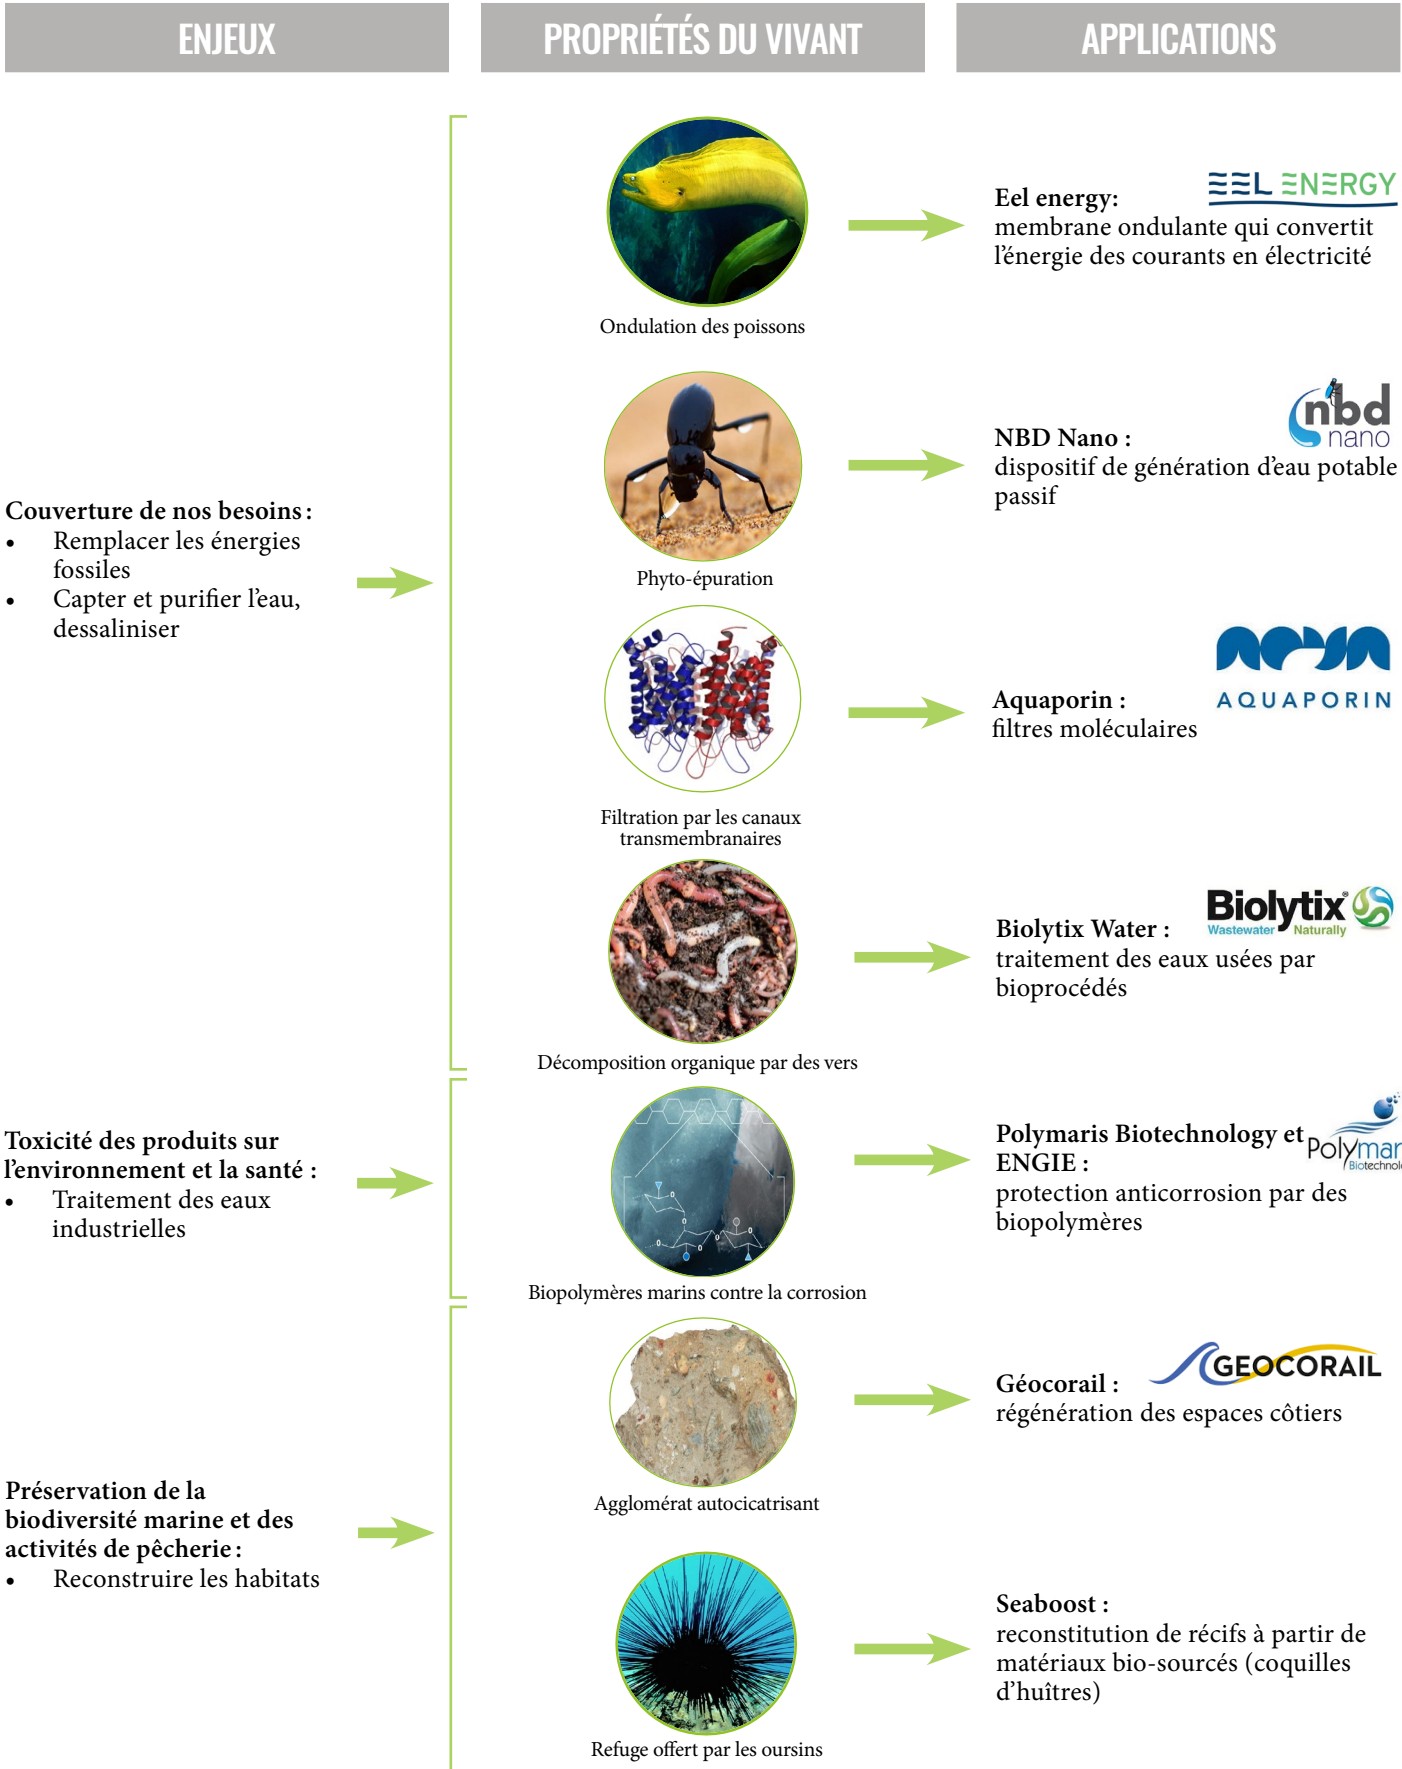 ENJEUX
PROPRIÉTÉS DU VIVANT
APPLICATIONS
Couverture de nos besoins :
• Remplacer les énergies
fossiles
• Capter et purifier l’eau,
dessaliniser
Ondulation des poissons
EEL ENERGY
Eel energy:
membrane ondulante qui convertit
l’énergie des courants en électricité
Phyto-épuration
nbd
nano
NBD Nano :
dispositif de génération d’eau potable
passif
Filtration par les canaux
transmembranaires
AQUAPORIN
Aquaporin :
filtres moléculaires
Décomposition organique par des vers
Biolytix®
Wastewater Naturally
Biolytix Water :
traitement des eaux usées par
bioprocédés
Toxicité des produits sur
l’environnement et la santé :
• Traitement des eaux
industrielles
Biopolymères marins contre la corrosion
Polymar
Biotechnol
Polymaris Biotechnology et
ENGIE :
protection anticorrosion par des
biopolymères
Préservation de la
biodiversité marine et des
activités de pêcherie :
• Reconstruire les habitats
Agglomérat autocicatrisant
GEOCORAIL
Géocorail :
régénération des espaces côtiers
Refuge offert par les oursins
Seaboost :
reconstitution de récifs à partir de
matériaux bio-sourcés (coquilles
d’huîtres)